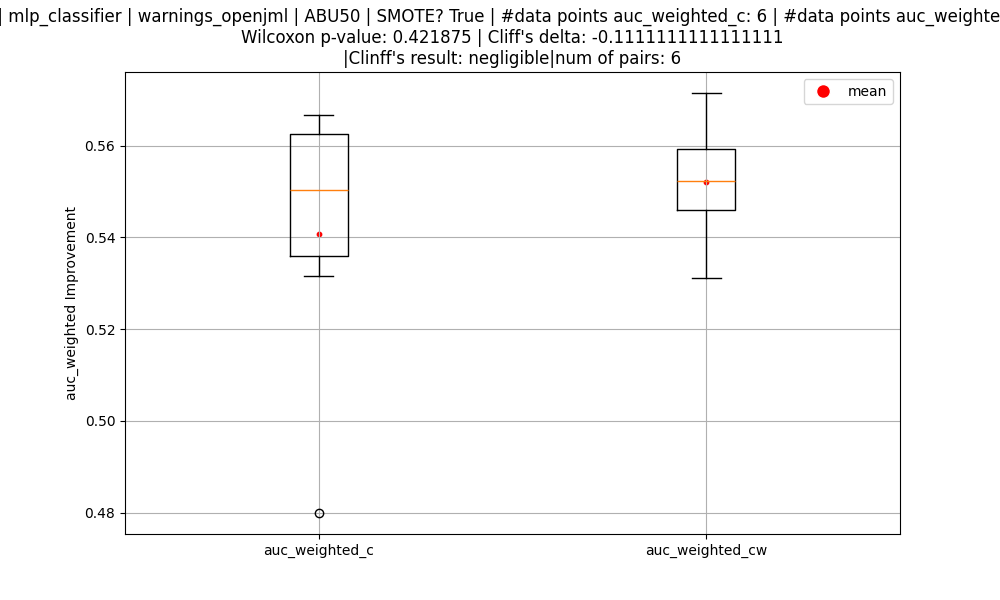 | mlp_classifier | warnings_openjml | ABU50 | SMOTE? True | #data points auc_weighted_c: 6 | #data points auc_weighte
Wilcoxon p-value: 0.421875 | Cliff's delta: -0.1111111111111111
|Clinff's result: negligible|num of pairs: 6
mean
0.56
0.54
0.52
0.50
0.48
auc_weighted Improvement
auc_weighted_c
auc_weighted_cw